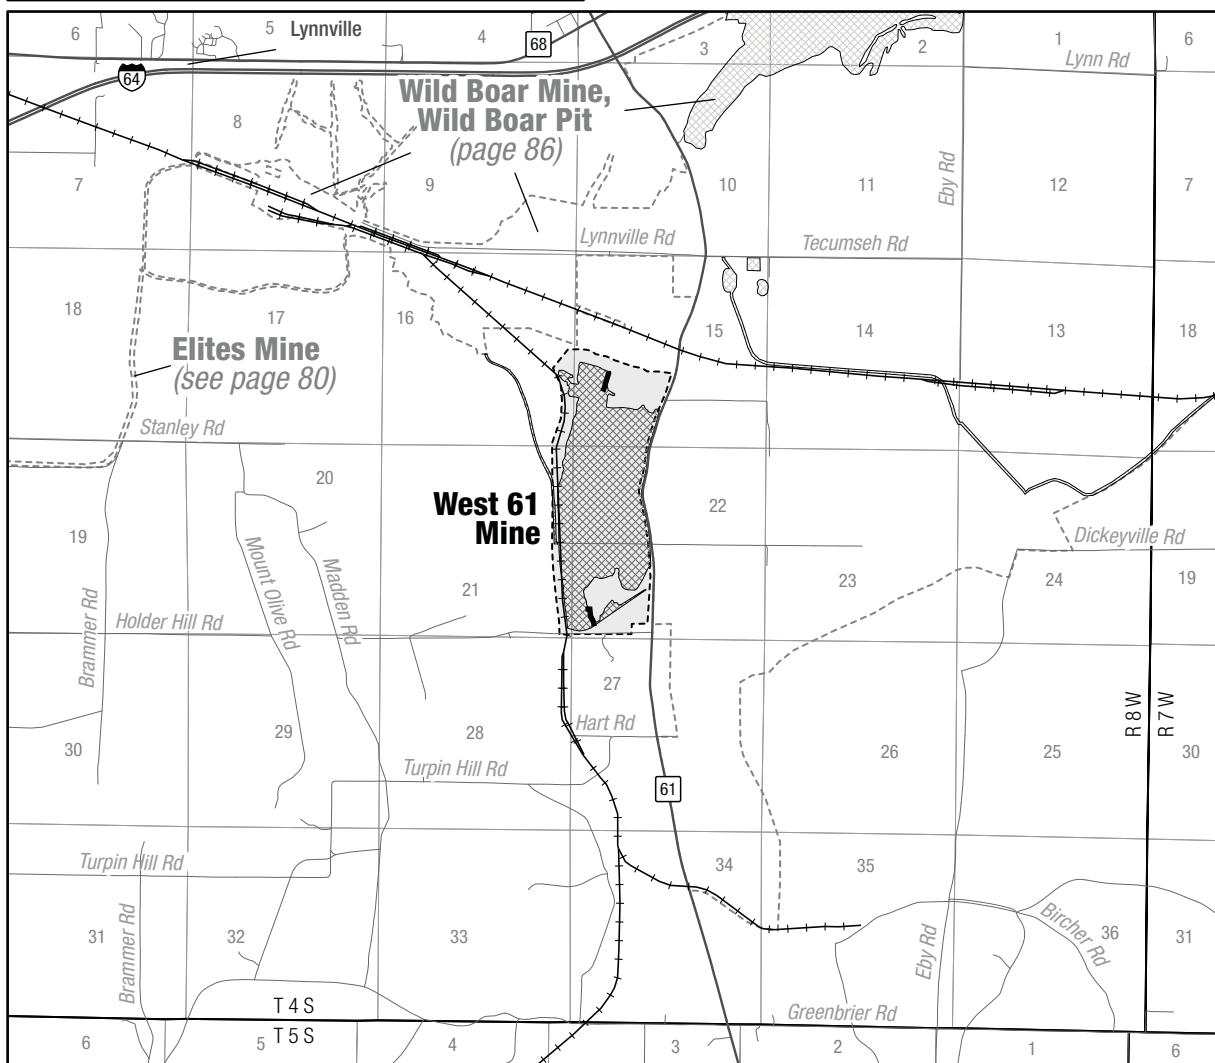 6
5
Lynnville
4
68
3
2
1
6
Lynn Rd
64
Wild Boar Mine,
Wild Boar Pit
(page 86)
8
7
9
10
11
Eby Rd
12
7
Lynnville Rd
Tecumseh Rd
18
17
16
15
14
13
18
Elites Mine
(see page 80)
Stanley Rd
20
West 61
Mine
22
19
Mount Olive Rd
Madden Rd
Dickeyville Rd
21
23
24
19
Brammer Rd
Holder Hill Rd
27
R 8 W
R 7 W
29
28
Hart Rd
30
26
25
30
Turpin Hill Rd
61
Turpin Hill Rd
34
35
31
Brammer Rd
32
33
Eby Rd
Bircher Rd
36
31
T 4 S
Greenbrier Rd
T 5 S
6
5
4
3
2
1
6